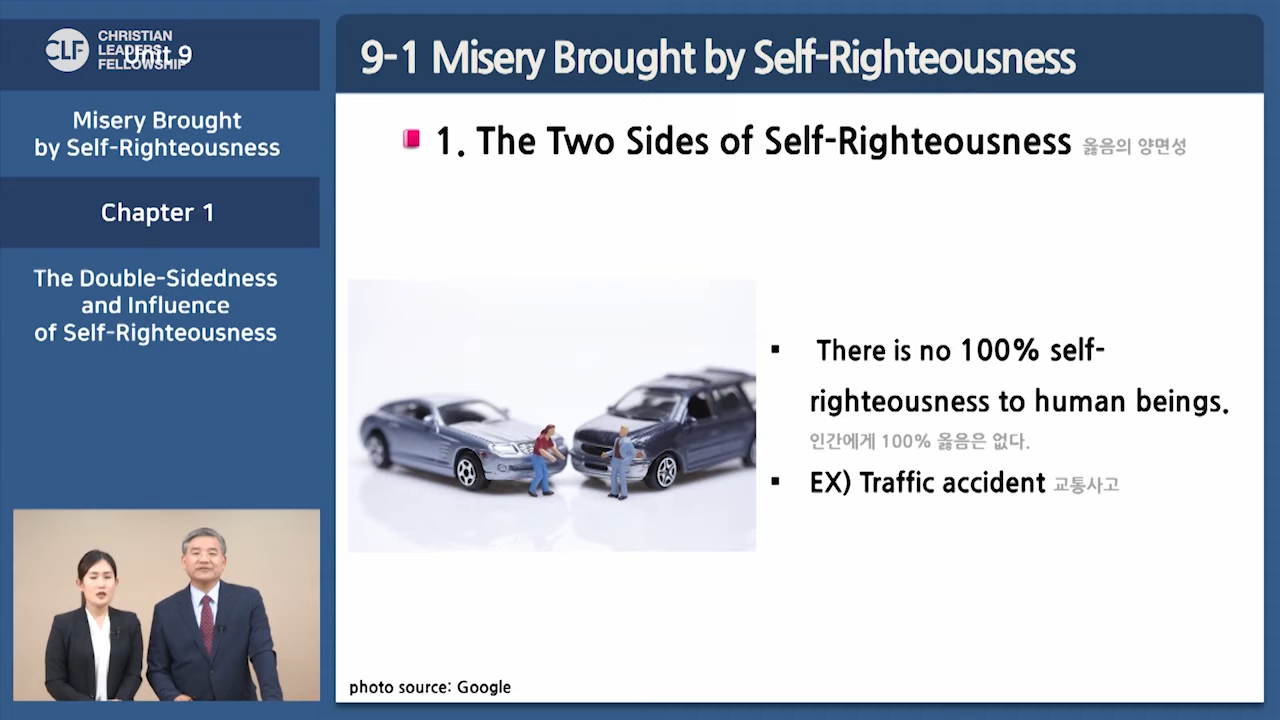 CLF
CHRISTIAN
LEADERS
FELLOWSHIP
Unit 9
Misery Brought
by Self-Righteousness
Chapter 1
The Double-Sidedness
and Influence
of Self-Righteousness
9-1 Misery Brought by Self-Righteousness
1. The Two Sides of Self-Righteousness 옳음의 양면성
▪ There is no 100% self-
righteousness to human beings.
인간에게 100% 옳음은 없다.
▪ EX) Traffic accident 교통사고
photo source: Google